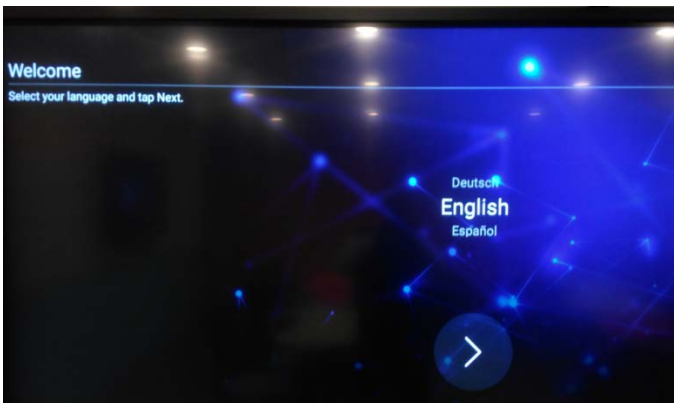 Welcome
Select your language and tap Next.
Deutsch
English
Español